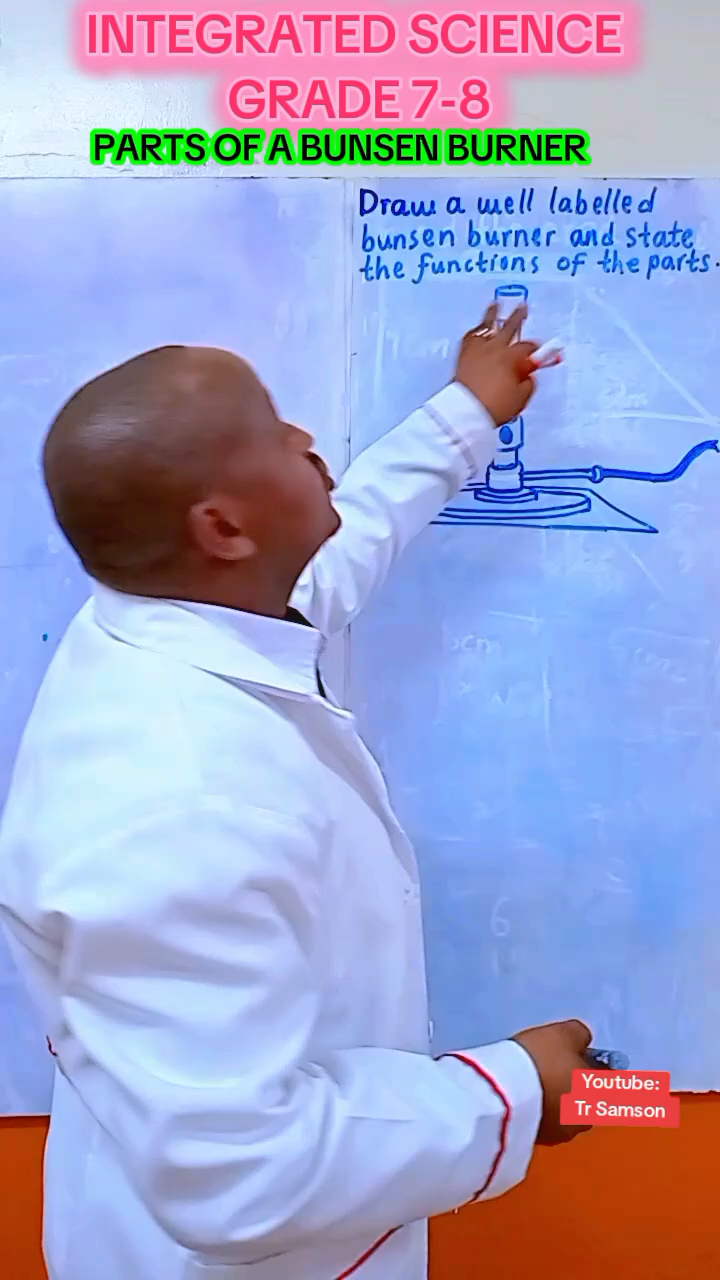 INTEGRATED SCIENCE
GRADE 7-8
PARTS OF A BUNSEN BURNER
Draw a well labelled
bunsen burner and state
the functions of the parts.
6
Youtube:
Tr Samson